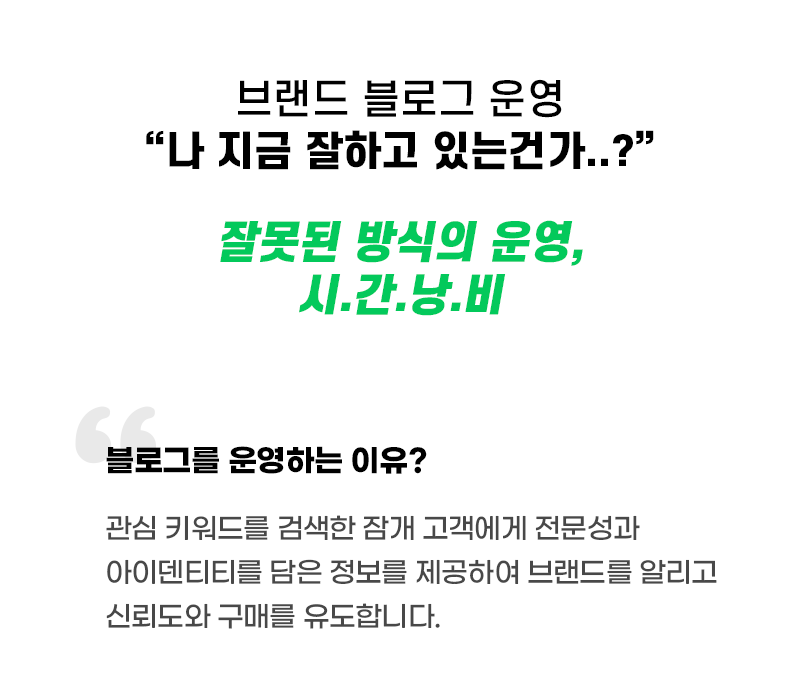 브랜드 블로그 운영
“나 지금 잘하고 있는건가..?”
잘못된 방식의 운영,
시.간.낭.비
“
블로그를 운영하는 이유?
관심 키워드를 검색한 잠개 고객에게 전문성과
아이덴티티를 담은 정보를 제공하여 브랜드를 알리고
신뢰도와 구매를 유도합니다.